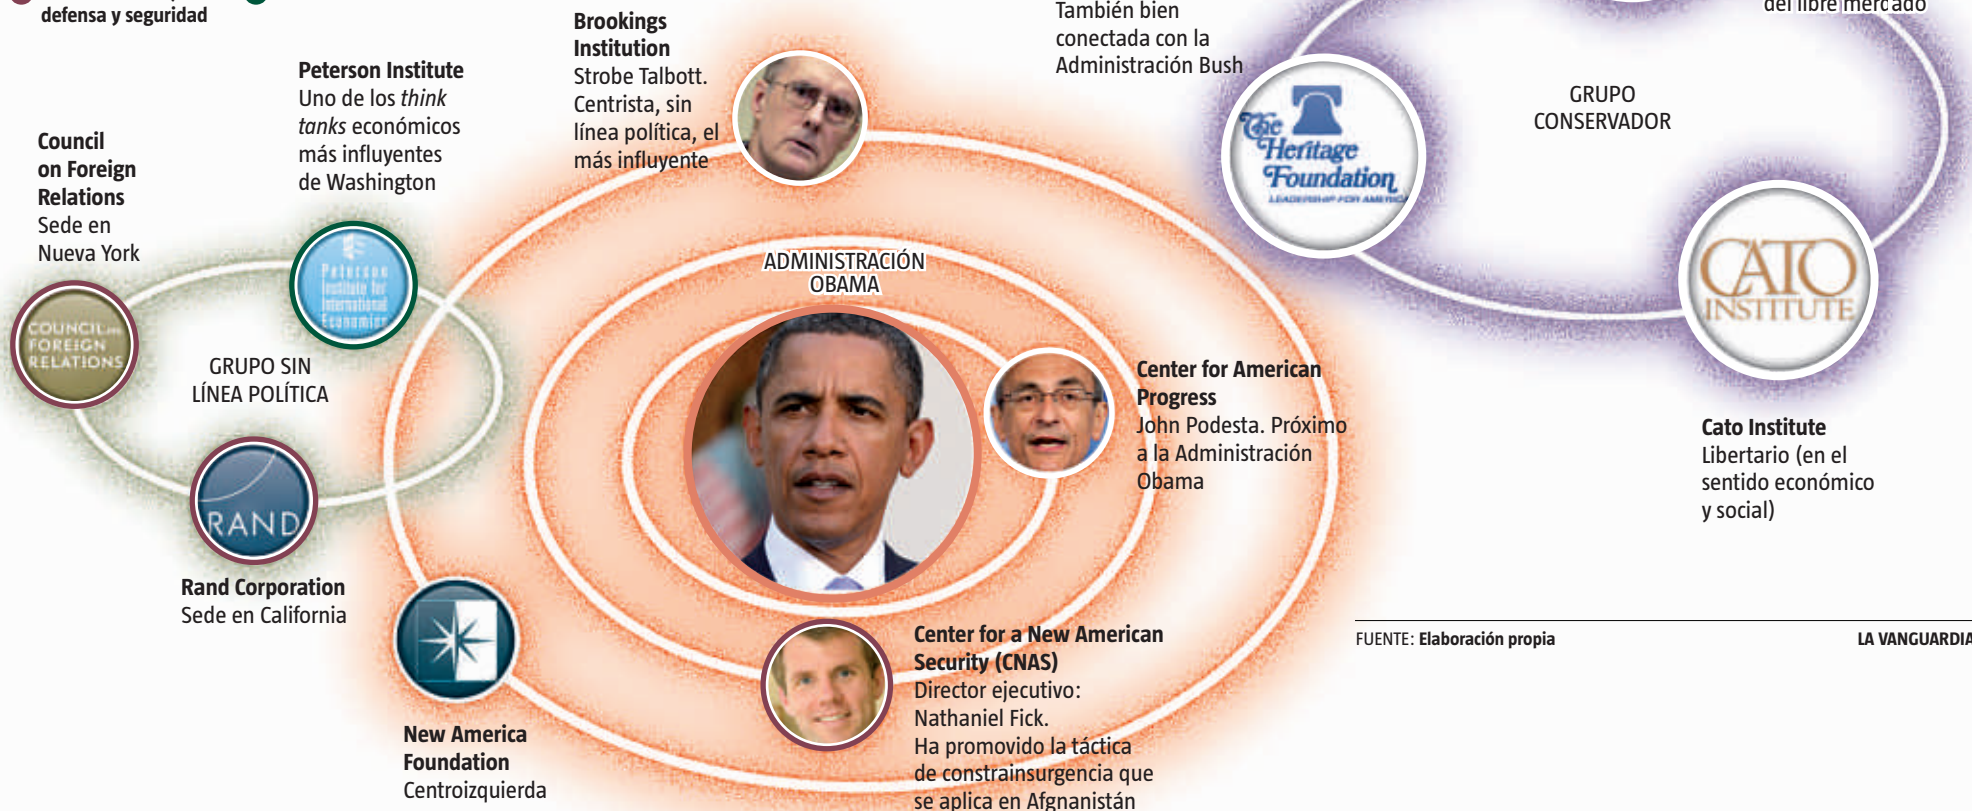 defensa y seguridad
Brookings
Institution
Strobe Talbott.
Centrista, sin
línea política, el
más influyente
También bien
conectada con la
Administración Bush
del libre mercado
Peterson Institute
Uno de los think
tanks económicos
más influyentes
de Washington
Council
on Foreign
Relations
Sede en
Nueva York
GRUPO
CONSERVADOR
The
Heritage
Foundation
LEADERSHIP FOR AMERICA
CATO
INSTITUTE
Peterson
Institute for
International
Economics
COUNCIL on
FOREIGN
RELATIONS
GRUPO SIN
LÍNEA POLÍTICA
ADMINISTRACIÓN
OBAMA
Center for American
Progress
John Podesta. Próximo
a la Administración
Obama
Cato Institute
Libertario (en el
sentido económico
y social)
RAND
Rand Corporation
Sede en California
Center for a New American
Security (CNAS)
Director ejecutivo:
Nathaniel Fick.
Ha promovido la táctica
de constrainsurgencia que
se aplica en Afgnanistán
New America
Foundation
Centroizquierda
FUENTE: Elaboración propia
LA VANGUARDIA